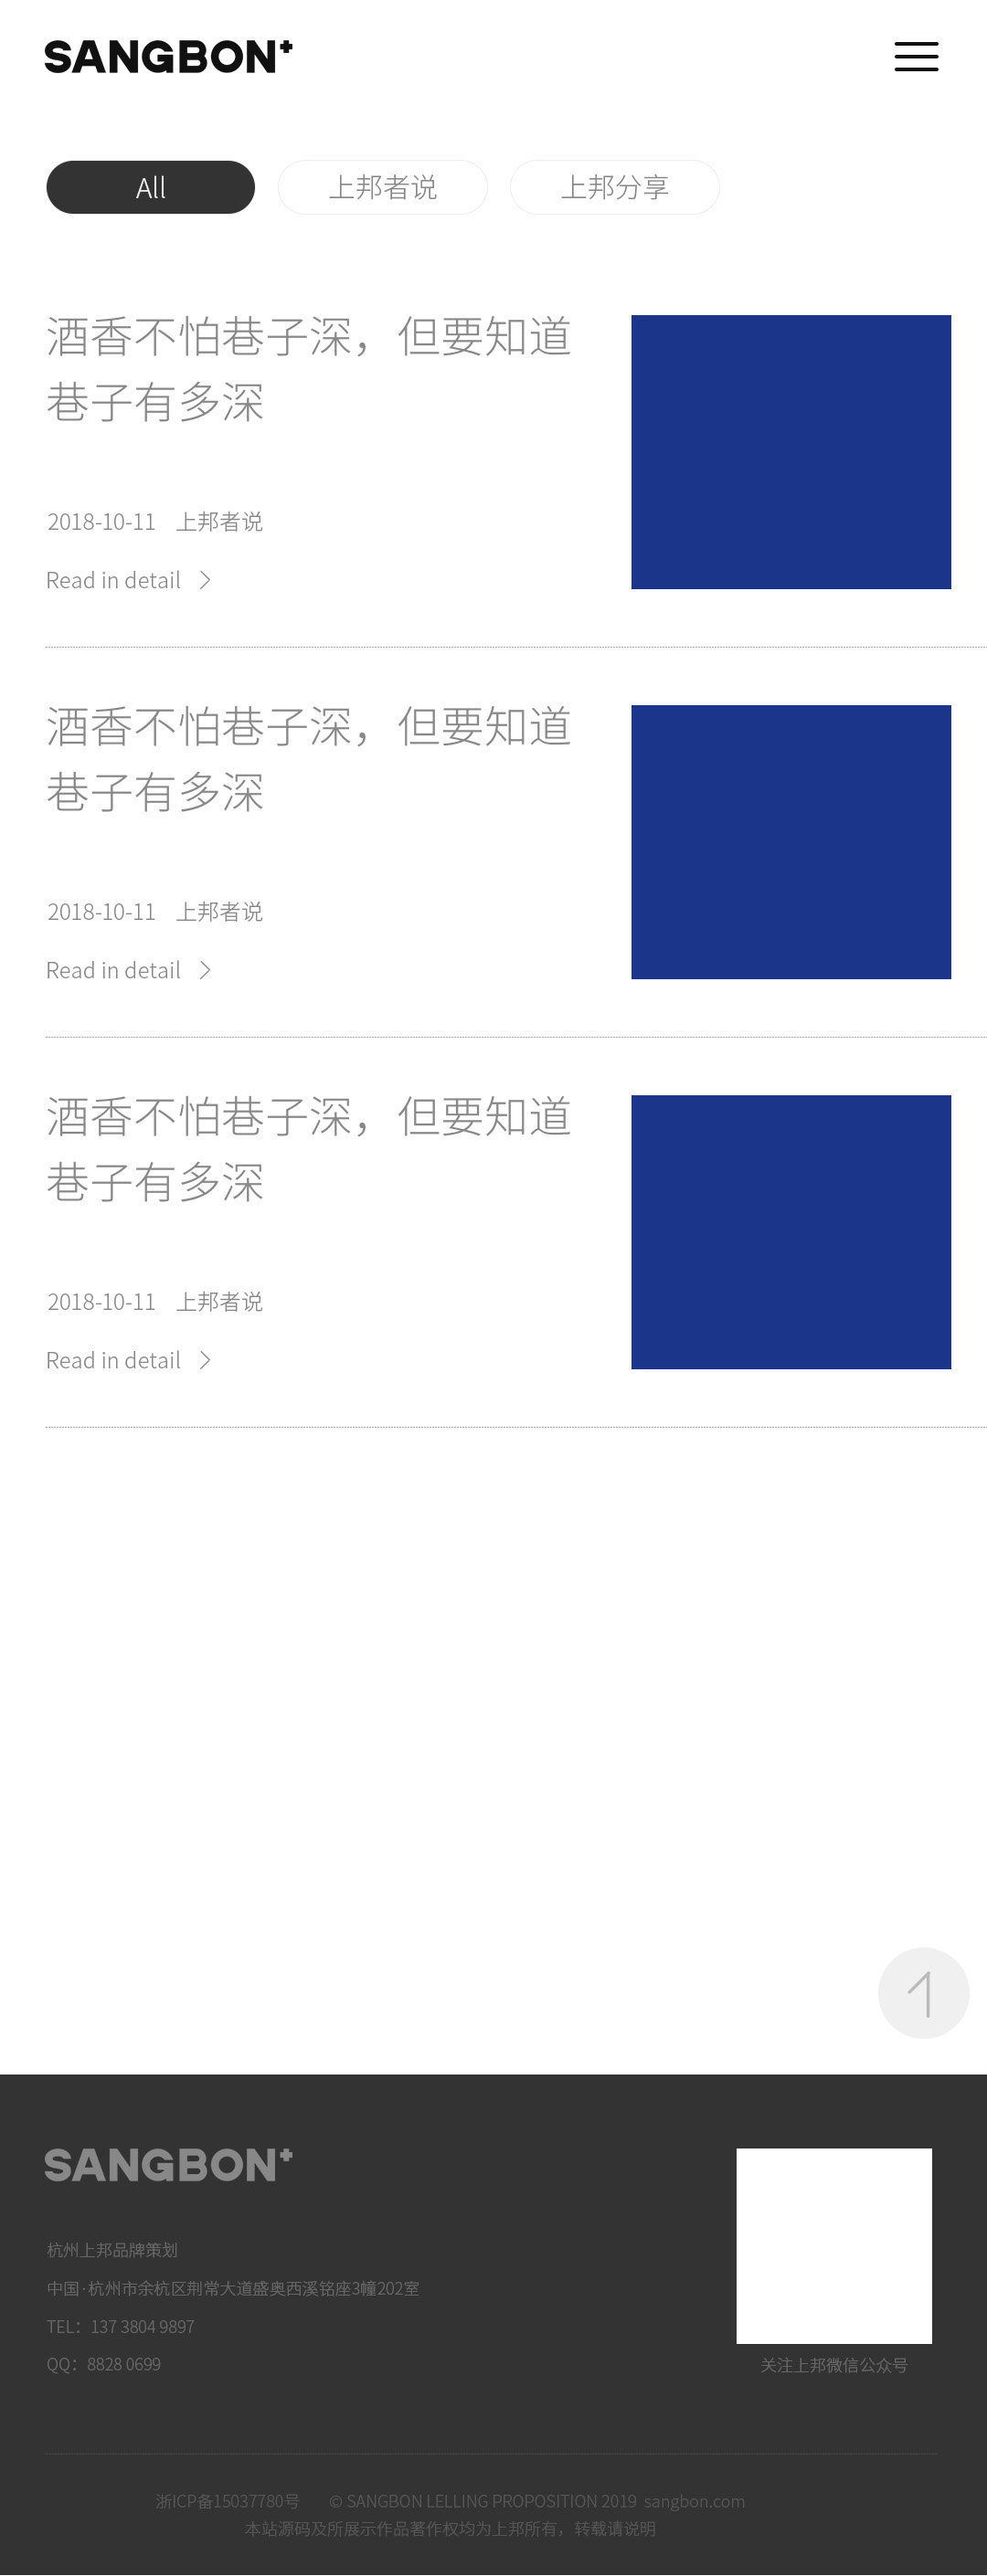 SANGBON+
All
上邦者说
上邦分享
酒香不怕巷子深，但要知道
巷子有多深
2018-10-11 上邦者说
Read in detail
酒香不怕巷子深，但要知道
巷子有多深
2018-10-11 上邦者说
Read in detail
酒香不怕巷子深，但要知道
巷子有多深
2018-10-11 上邦者说
Read in detail
SANGBON+
杭州上邦品牌策划
中国·杭州市余杭区荆常大道盛奥西溪铭座3幢202室
TEL：137 3804 9897
QQ：8828 0699
关注上邦微信公众号
浙ICP备15037780号 © SANGBON LELLING PROPOSITION 2019 sangbon.com
本站源码及所展示作品著作权均为上邦所有，转载请说明